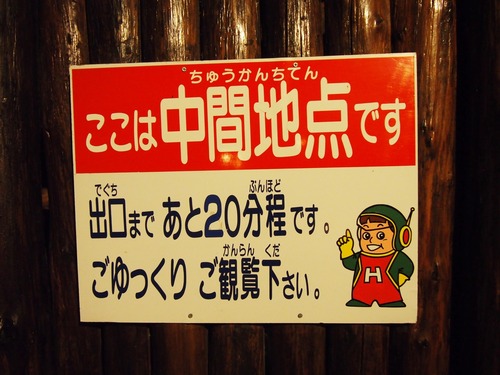 ちゅうかんちてん
ここは中間地点です
でぐち ぷんほど
出口まで あと20分程です。
かんらん くだ
ごゆっくり ご観覧下さい。
H